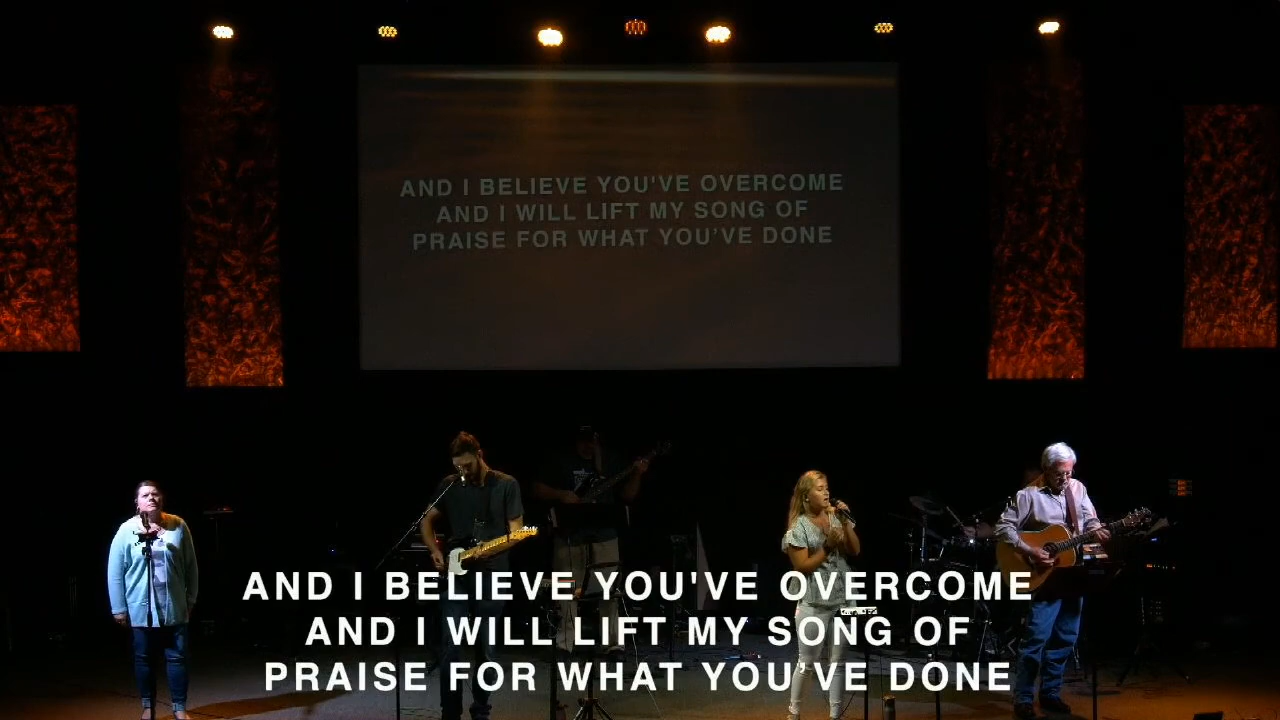 AND I BELIEVE YOU'VE OVERCOME
AND I WILL LIFT MY SONG OF
PRAISE FOR WHAT YOU'VE DONE
AND I BELIEVE YOU'VE OVERCOME
AND I WILL LIFT MY SONG OF
PRAISE FOR WHAT YOU'VE DONE